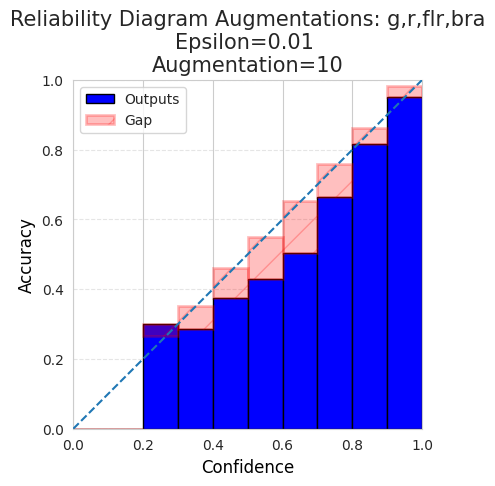 Reliability Diagram Augmentations: g,r,flr,bra
Epsilon=0.01
Augmentation=10
1.0
Outputs
Gap
0.8
0.6
Accuracy
0.4
0.2
0.0
0.0 0.2 0.4 0.6 0.8 1.0
Confidence